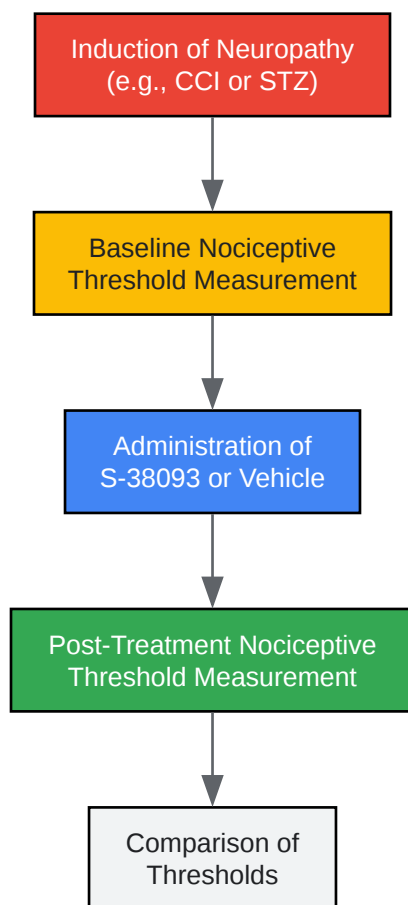 Induction of Neuropathy
(e.g., CCI or STZ)
Baseline Nociceptive
Threshold Measurement
Administration of
S-38093 or Vehicle
Post-Treatment Nociceptive
Threshold Measurement
Comparison of
Thresholds